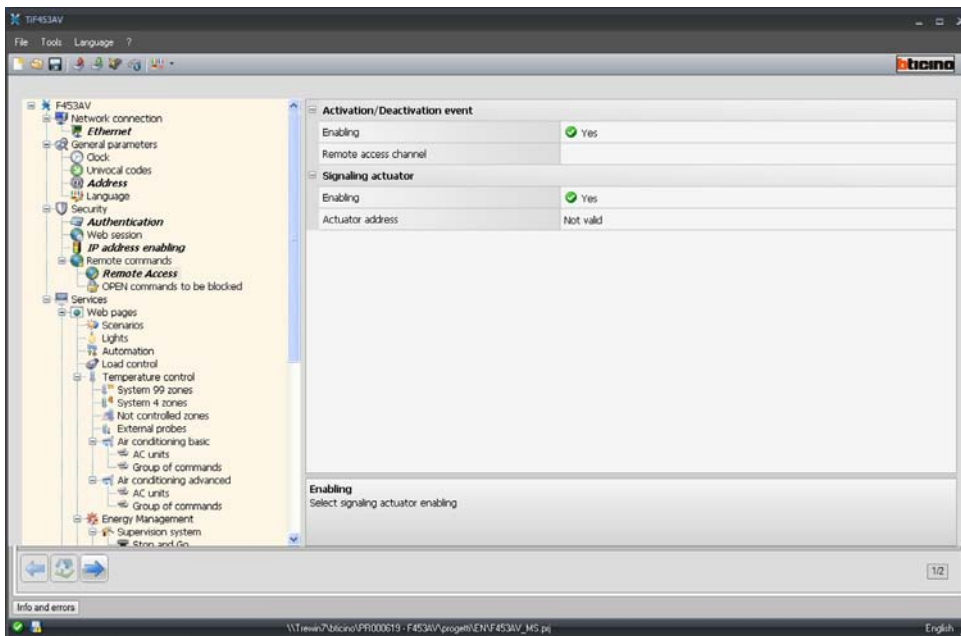 TiF453AV
File Tools Language ?
bticino
F453AV
Network connection
Ethernet
General parameters
Clock
Univocal codes
Address
Language
Security
Authentication
Web session
IP address enabling
Remote commands
Remote Access
OPEN commands to be blocked
Services
Web pages
Scenarios
Lights
Automation
Load control
Temperature control
System 99 zones
System 4 zones
Not controlled zones
External probes
Air conditioning basic
AC units
Group of commands
Air conditioning advanced
AC units
Group of commands
Energy Management
Supervision system
Stop and Go
Activation/Deactivation event
Enabling Yes
Remote access channel
Signaling actuator
Enabling Yes
Actuator address Not valid
Enabling
Select signaling actuator enabling
1/2
Info and errors
\\Trewin7\bticino\PR000619 - F453AV\progetti\EN\F453AV_MS.prj
English